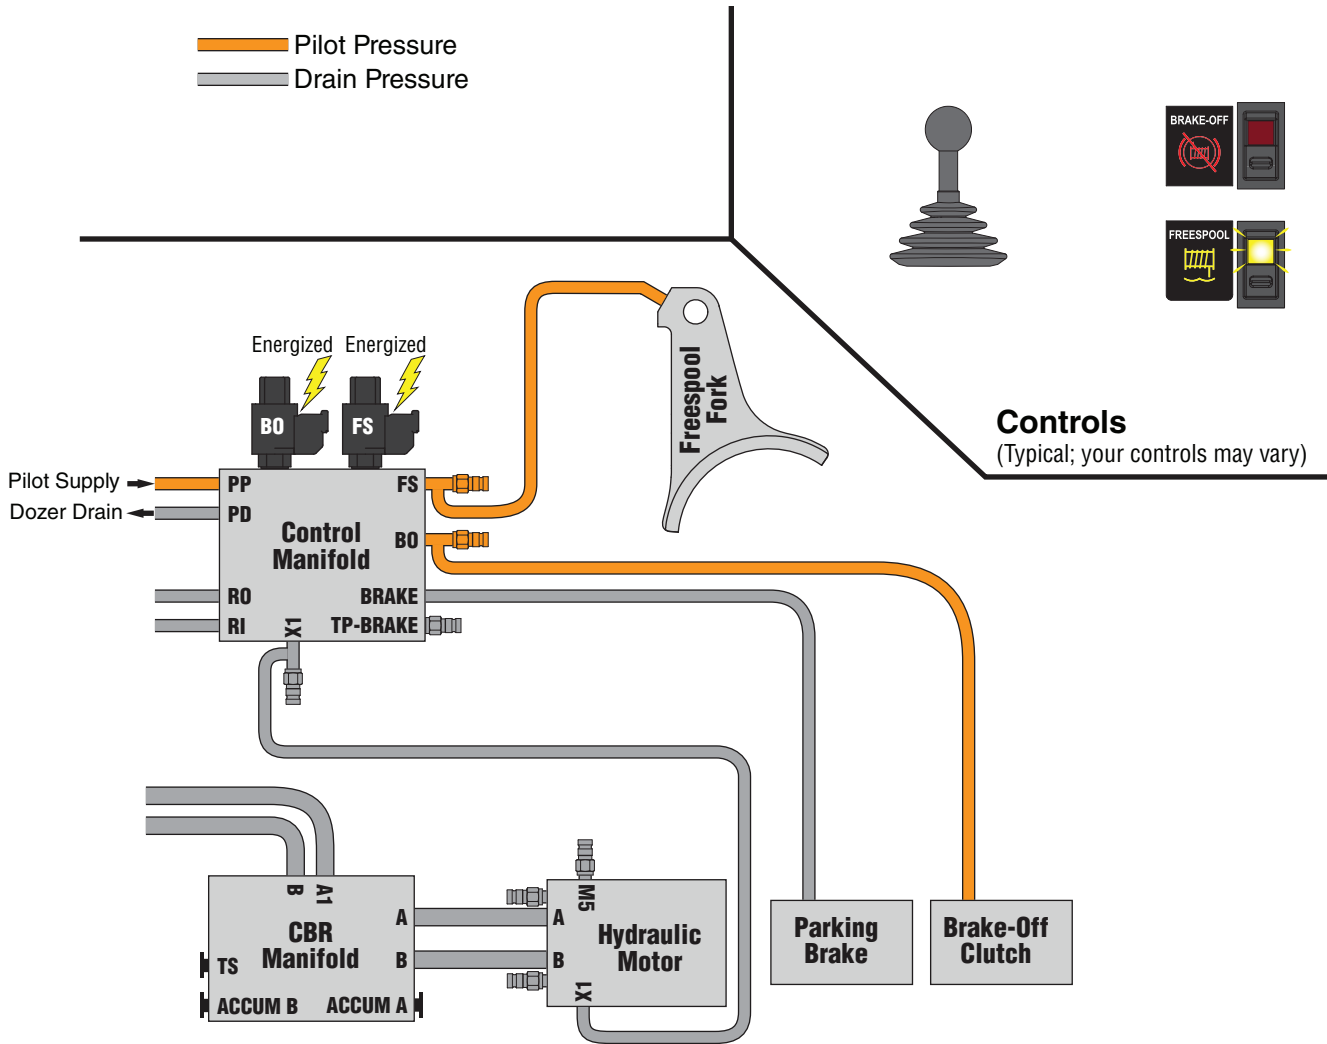 Pilot Pressure
Drain Pressure
BRAKE-OFF
FREESPOOL
Controls
(Typical; your controls may vary)
Energized Energized
BO FS
Freespool
Fork
Pilot Supply
Dozer Drain
PP FS
PD
BO
Control
Manifold
RO BRAKE
RI X1 TP-BRAKE
B A1
CBR
Manifold
A
B
TS
ACCUM B ACCUM A
M5
A
B
X1
Hydraulic
Motor
Parking
Brake
Brake-Off
Clutch